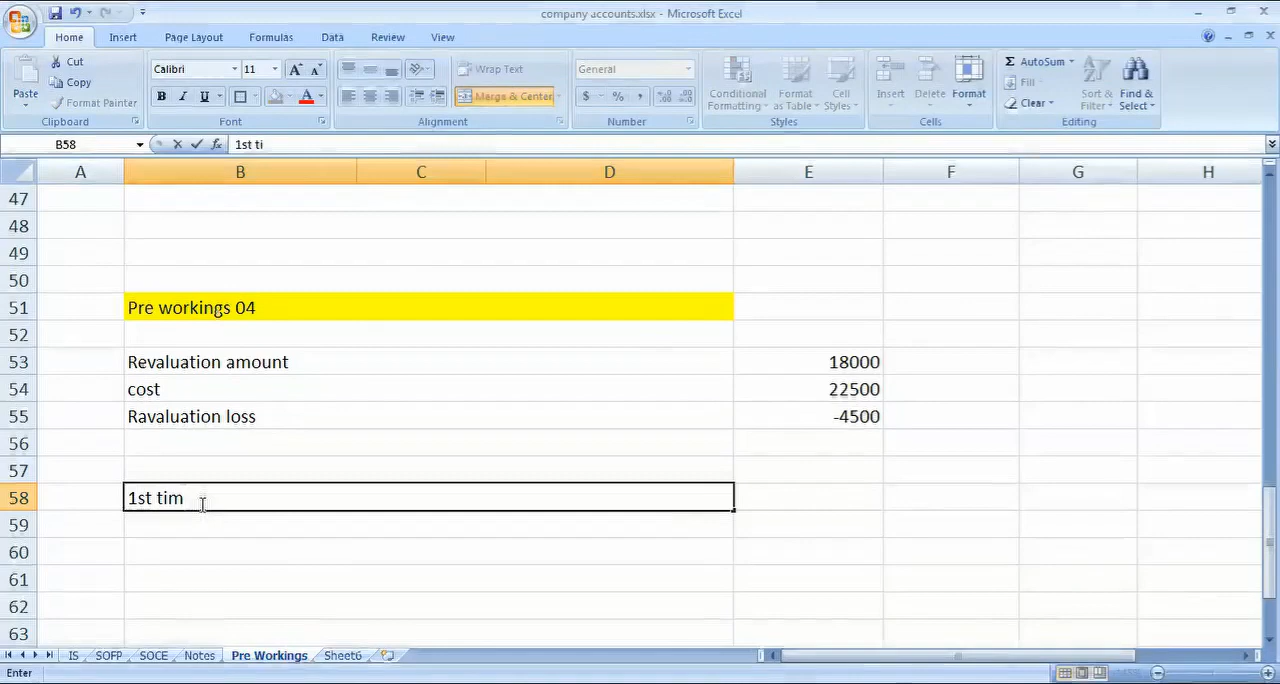 company accounts.xlsx - Microsoft Excel
Home Insert Page Layout Formulas Data Review View
Paste
Cut
Copy
Format Painter
Clipboard
Calibri 11 A A
B I U A
Font
Wrap Text
Merge & Center
Alignment
General
$ % ,
Number
Conditional Formatting
Format as Table
Cell Styles
Styles
Insert Delete Format
Cells
AutoSum
Fill
Clear
Sort & Filter
Find & Select
Editing
B58 fx 1st ti
A B C D E F G H
47
48
49
50
51 Pre workings 04
52
53 Revaluation amount 18000
54 cost 22500
55 Ravaluation loss -4500
56
57
58 1st tim
59
60
61
62
63
IS SOFP SOCE Notes Pre Workings Sheet6
Enter